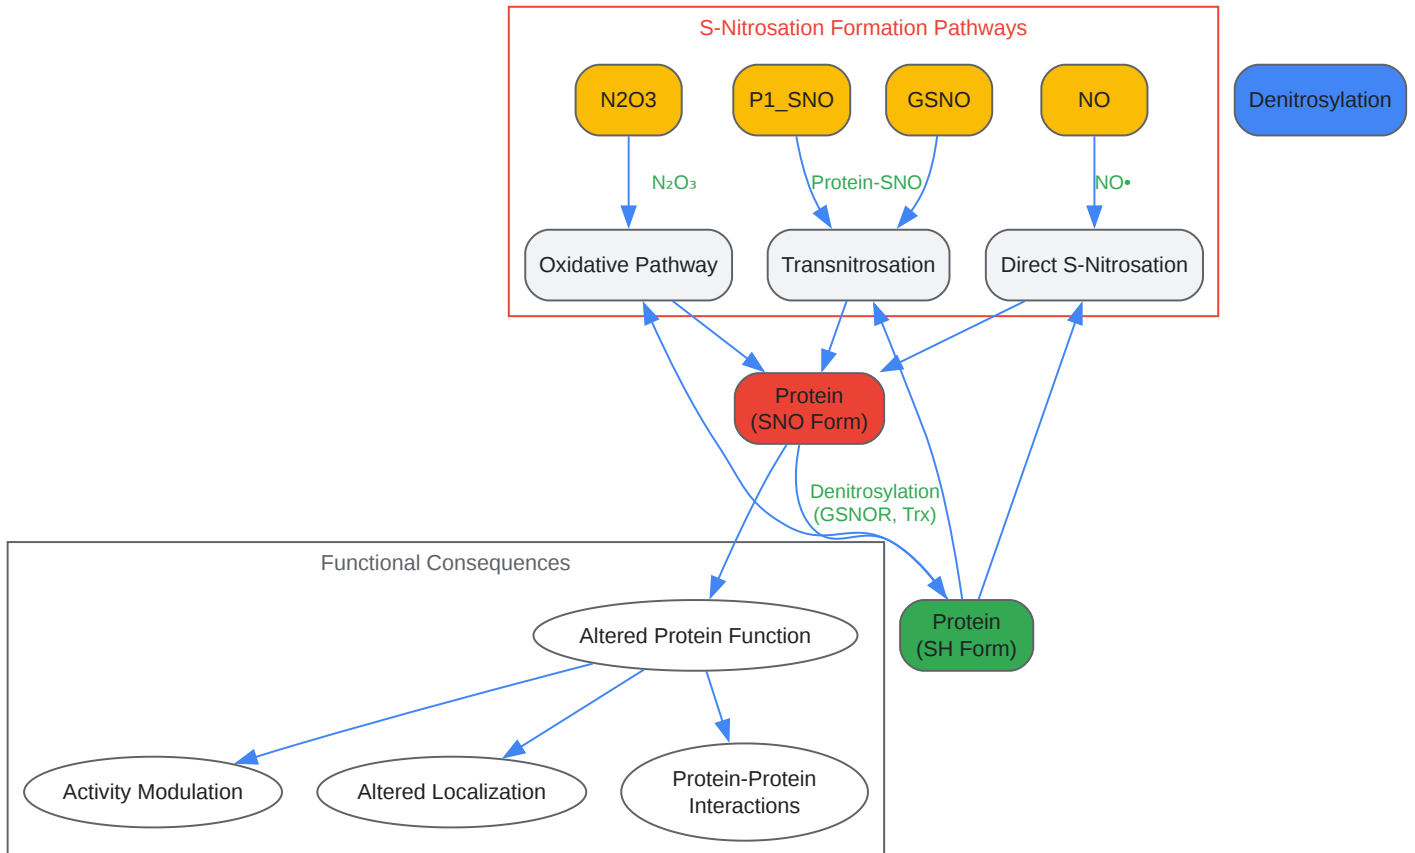 S-Nitrosation Formation Pathways
N2O3
P1_SNO
GSNO
NO
Denitrosylation
N₂O₃
Protein-SNO
NO•
Oxidative Pathway
Transnitrosation
Direct S-Nitrosation
Protein
(SNO Form)
Denitrosylation
(GSNOR, Trx)
Functional Consequences
Altered Protein Function
Protein
(SH Form)
Activity Modulation
Altered Localization
Protein-Protein
Interactions